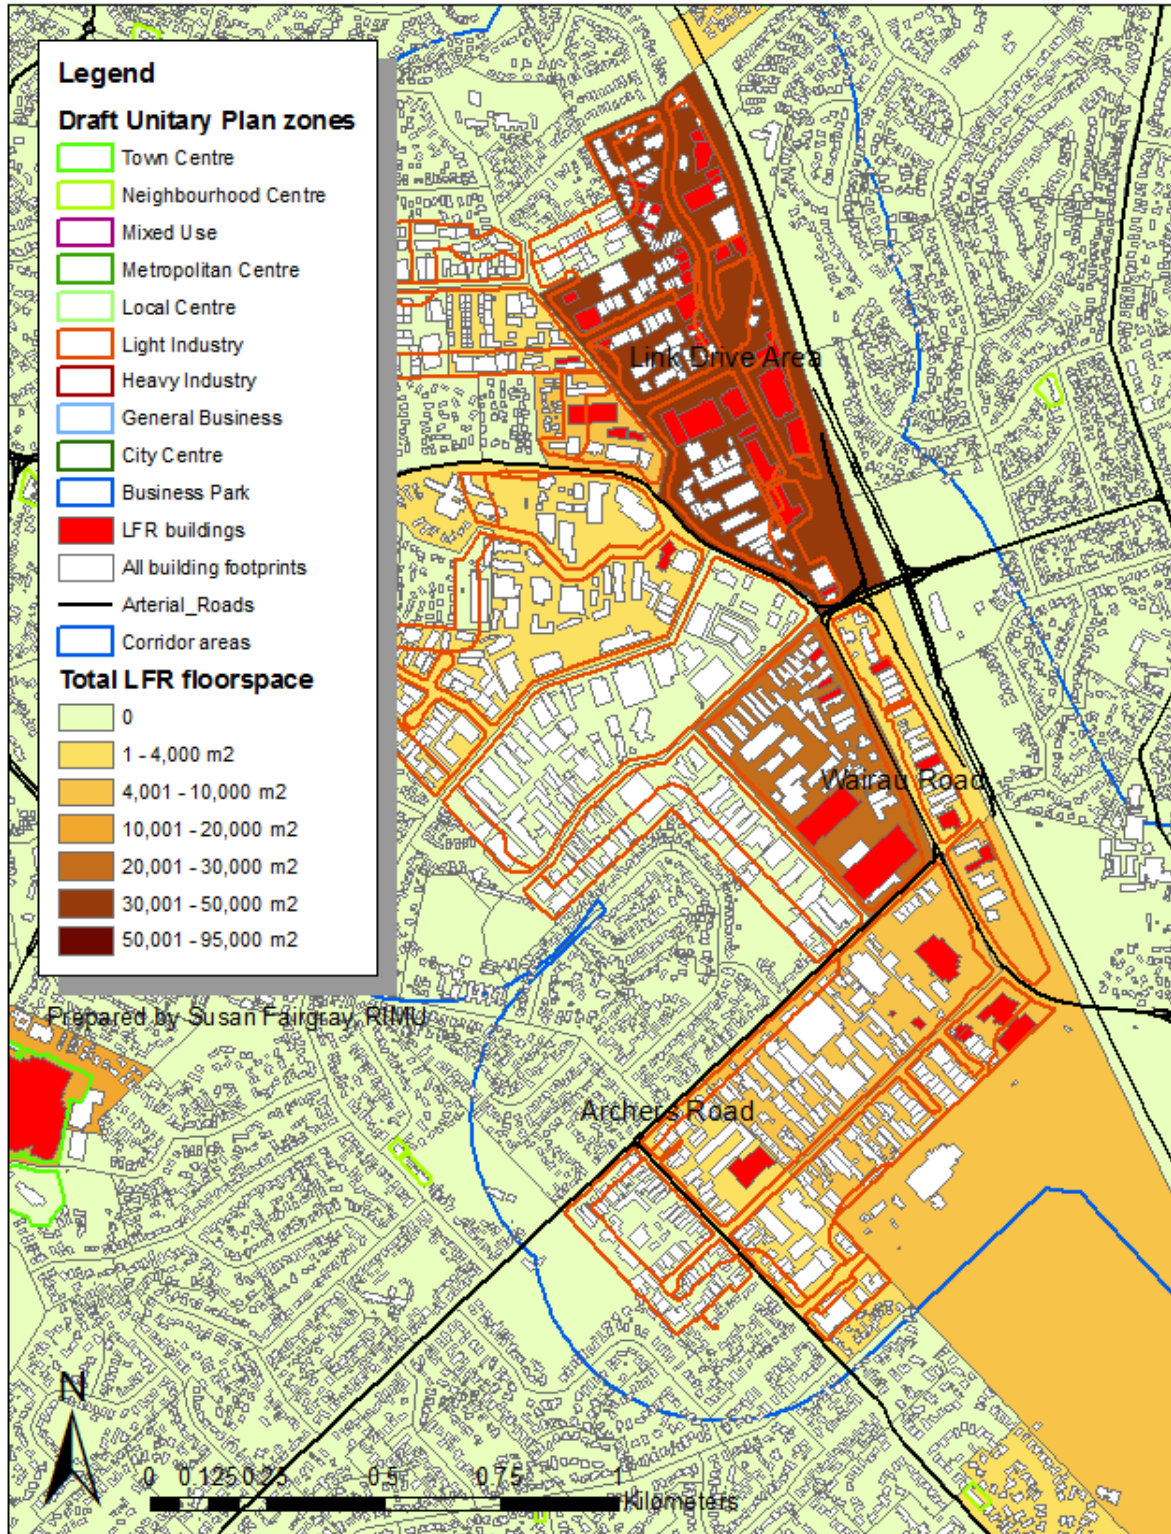 Legend
Draft Unitary Plan zones
Town Centre
Neighbourhood Centre
Mixed Use
Metropolitan Centre
Local Centre
Light Industry
Heavy Industry
General Business
City Centre
Business Park
LFR buildings
All building footprints
Arterial_Roads
Corridor areas
Total LFR floorspace
0
1 - 4,000 m2
4,001 - 10,000 m2
10,001 - 20,000 m2
20,001 - 30,000 m2
30,001 - 50,000 m2
50,001 - 95,000 m2
Link Drive Area
Wairau Road
Prepared by Susan Fairgray, RIMU
Archers Road
N
0 0.125 0.25 0.5 0.75 1
Kilometers